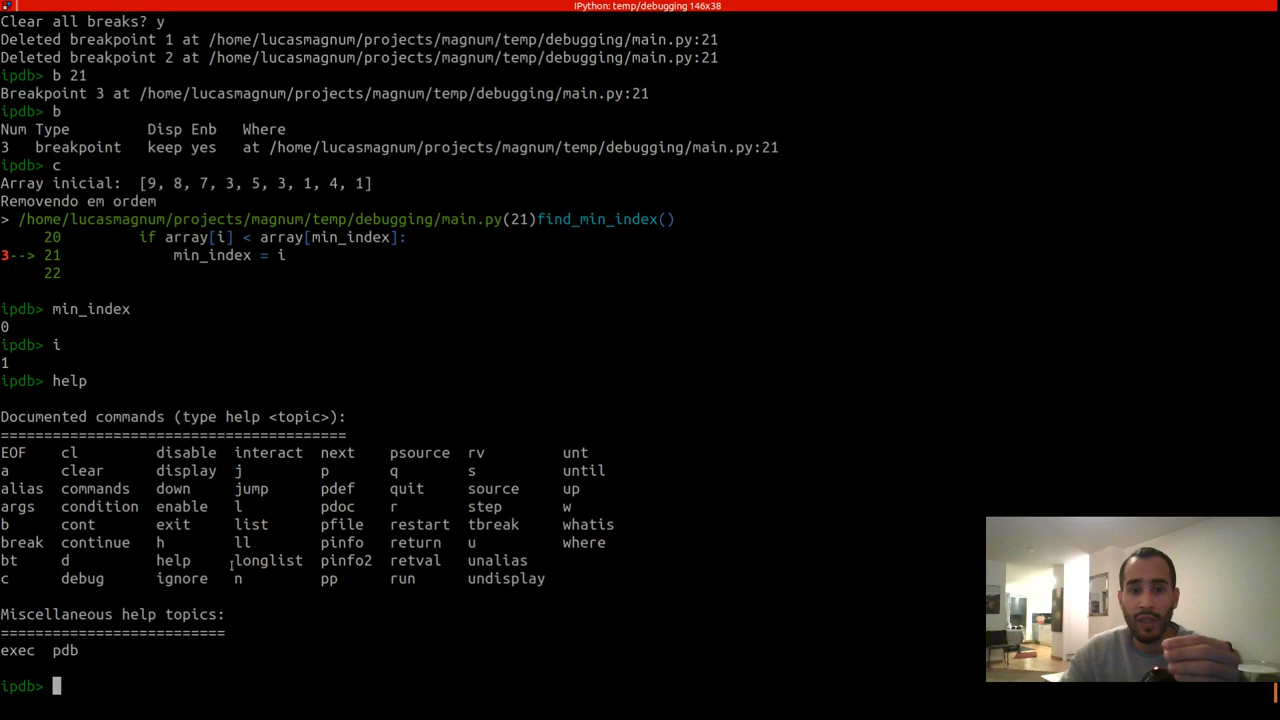 IPython: temp/debugging 146x38
Clear all breaks? y
Deleted breakpoint 1 at /home/lucasmagnum/projects/magnum/temp/debugging/main.py:21
Deleted breakpoint 2 at /home/lucasmagnum/projects/magnum/temp/debugging/main.py:21
ipdb> b 21
Breakpoint 3 at /home/lucasmagnum/projects/magnum/temp/debugging/main.py:21
ipdb> b
Num Type         Disp Enb   Where
3   breakpoint   keep yes   at /home/lucasmagnum/projects/magnum/temp/debugging/main.py:21
ipdb> c
Array inicial:  [9, 8, 7, 3, 5, 3, 1, 4, 1]
Removendo em ordem
> /home/lucasmagnum/projects/magnum/temp/debugging/main.py(21)find_min_index()
     20         if array[i] < array[min_index]:
3--> 21             min_index = i
     22
ipdb> min_index
0
ipdb> i
1
ipdb> help
Documented commands (type help <topic>):
========================================
EOF    cl         disable  interact  next    psource  rv         unt
a      clear      display  j         p       q        s          until
alias  commands   down     jump      pdef    quit     source     up
args   condition  enable   l         pdoc    r        step       w
b      cont       exit     list      pfile   restart  tbreak     whatis
break  continue   h        ll        pinfo   return   u          where
bt     d          help     longlist  pinfo2  retval   unalias
c      debug      ignore   n         pp      run      undisplay
Miscellaneous help topics:
==========================
exec  pdb
ipdb>